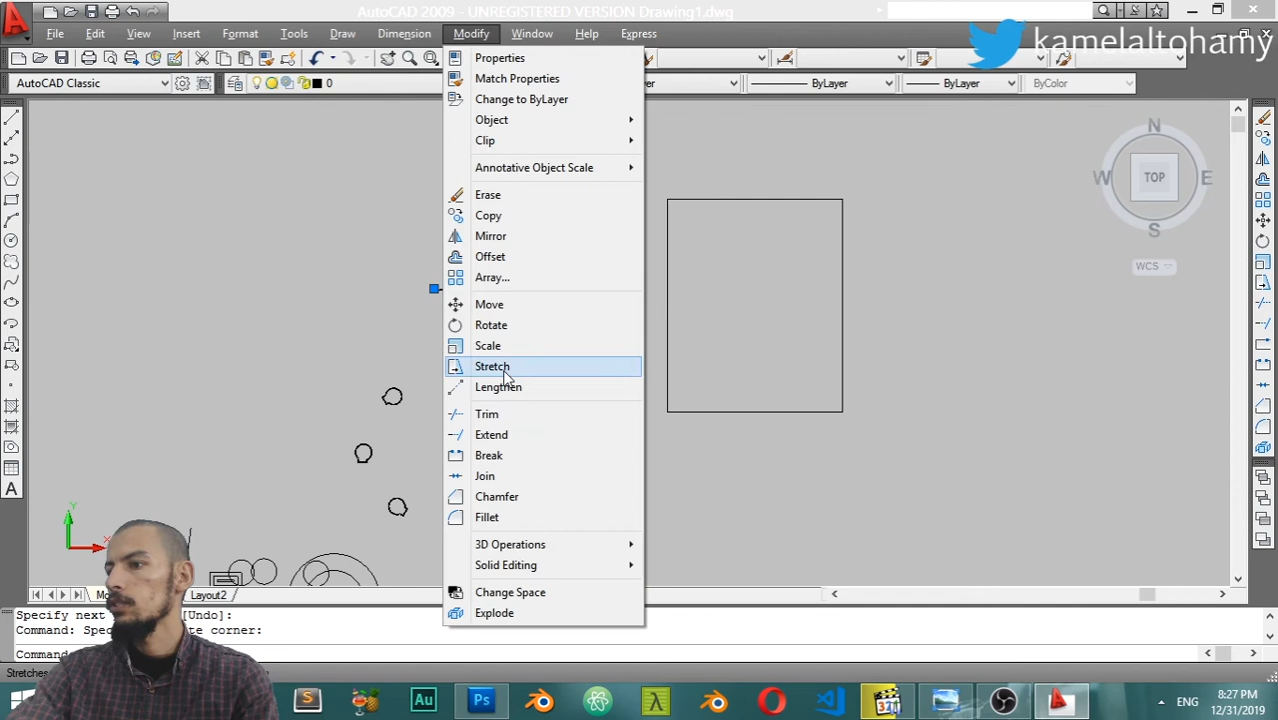 AutoCAD 2009 - UNREGISTERED VERSION Drawing1.dwg
File Edit View Insert Format Tools Draw Dimension Modify Window Help Express
kamelaltohamy
AutoCAD Classic
0
ByLayer
ByLayer
ByColor
Properties
Match Properties
Change to ByLayer
Object
Clip
Annotative Object Scale
Erase
Copy
Mirror
Offset
Array...
Move
Rotate
Scale
Stretch
Lengthen
Trim
Extend
Break
Join
Chamfer
Fillet
3D Operations
Solid Editing
Change Space
Explode
N
W
TOP
E
S
WCS
A
Y
Layout2
Specify next
[Undo]:
Command:
corner:
ENG
8:27 PM
12/31/2019
S
Au
Ps